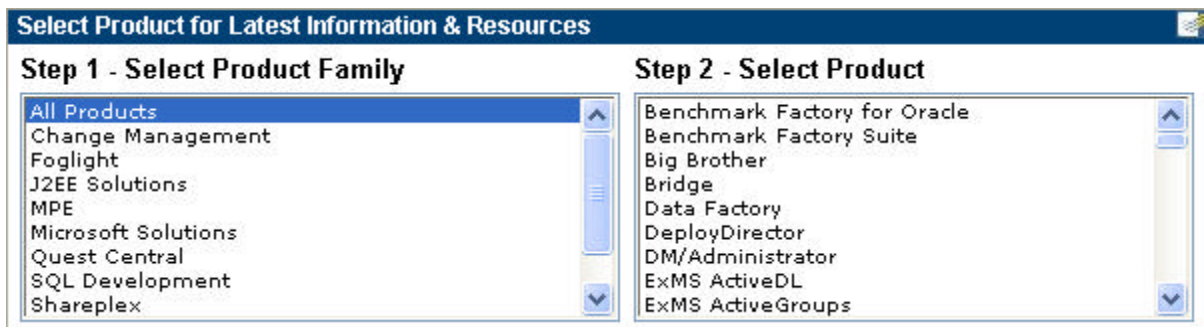 Select Product for Latest Information & Resources
Step 1 - Select Product Family
All Products
Change Management
Foglight
J2EE Solutions
MPE
Microsoft Solutions
Quest Central
SQL Development
Shareplex
Step 2 - Select Product
Benchmark Factory for Oracle
Benchmark Factory Suite
Big Brother
Bridge
Data Factory
DeployDirector
DM/Administrator
ExMS ActiveDL
ExMS ActiveGroups